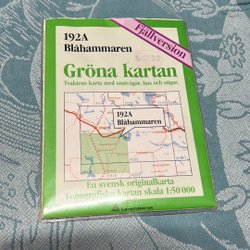 192A
Blåhammaren
Fjällversion
Gröna kartan
Traktens karta med småvägar, hus och stigar.
192A
Blåhammaren
En svensk originalkarta
Topografiska kartan skala 1:50 000